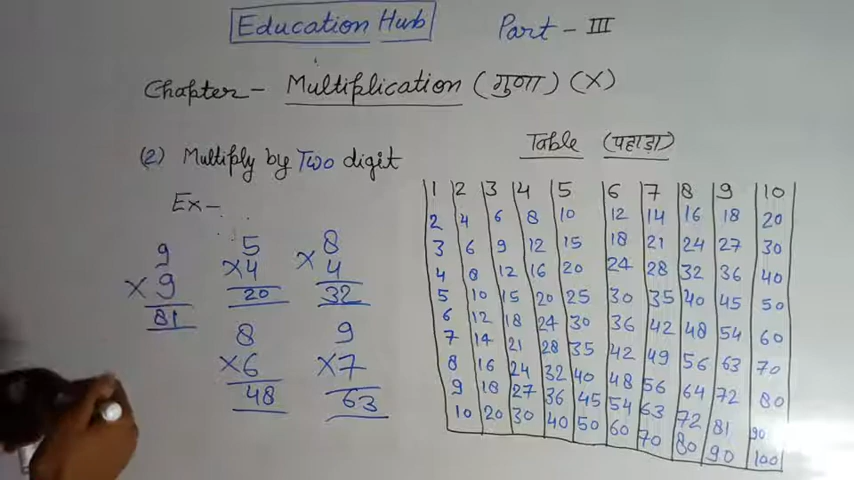 Education Hub
Part - III
Chapter - Multiplication (गुणा) (X)
(2) Multiply by Two digit
Ex -
9
× 9
81
5
×4
20
8
× 4
32
8
×6
48
9
×7
63
Table (पहाड़ा)
1 2 3 4 5 6 7 8 9 10
2 4 6 8 10 12 14 16 18 20
3 6 9 12 15 18 21 24 27 30
4 8 12 16 20 24 28 32 36 40
5 10 15 20 25 30 35 40 45 50
6 12 18 24 30 36 42 48 54 60
7 14 21 28 35 42 49 56 63 70
8 16 24 32 40 48 56 64 72 80
9 18 27 36 45 54 63 72 81 90
10 20 30 40 50 60 70 80 90 100